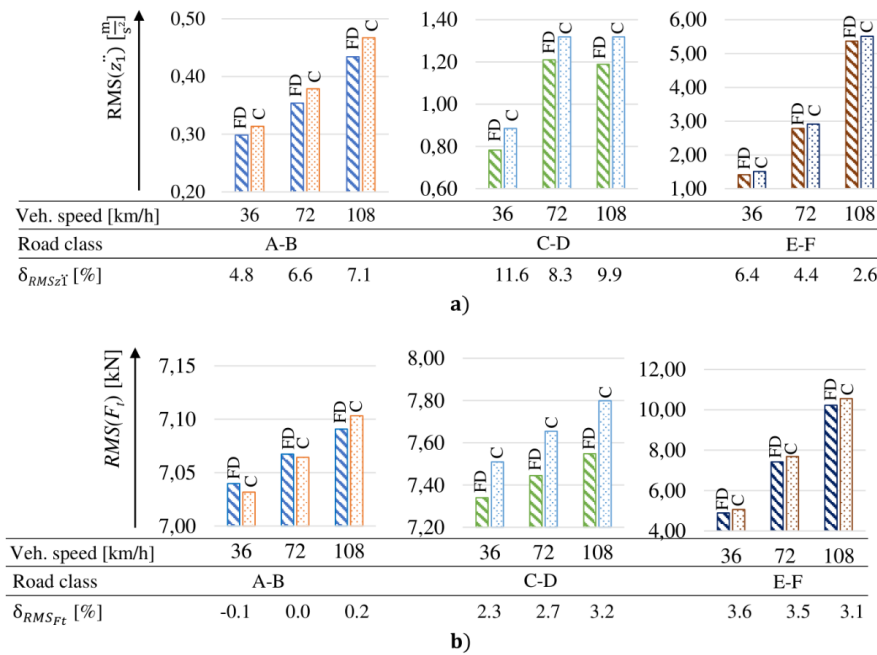 RMS(z̈₁) [m/s²]
0,50 1,40 6,00
0,40 1,20 5,00
4,00
0,30 1,00 3,00
0,80 2,00
0,20 0,60 1,00
FD C FD C FD C FD C FD C FD C FD C FD C FD C
Veh. speed [km/h] 36 72 108 36 72 108 36 72 108
Road class A-B C-D E-F
δ_RMSz̈1 [%] 4.8 6.6 7.1 11.6 8.3 9.9 6.4 4.4 2.6
a)
RMS(Fₜ) [kN]
7,15 8,00 12,00
7,80 10,00
7,10 7,60 8,00
7,05 7,40 6,00
7,00 7,20 4,00
FD C FD C FD C FD C FD C FD C FD C FD C FD C
Veh. speed [km/h] 36 72 108 36 72 108 36 72 108
Road class A-B C-D E-F
δ_RMSFt [%] -0.1 0.0 0.2 2.3 2.7 3.2 3.6 3.5 3.1
b)